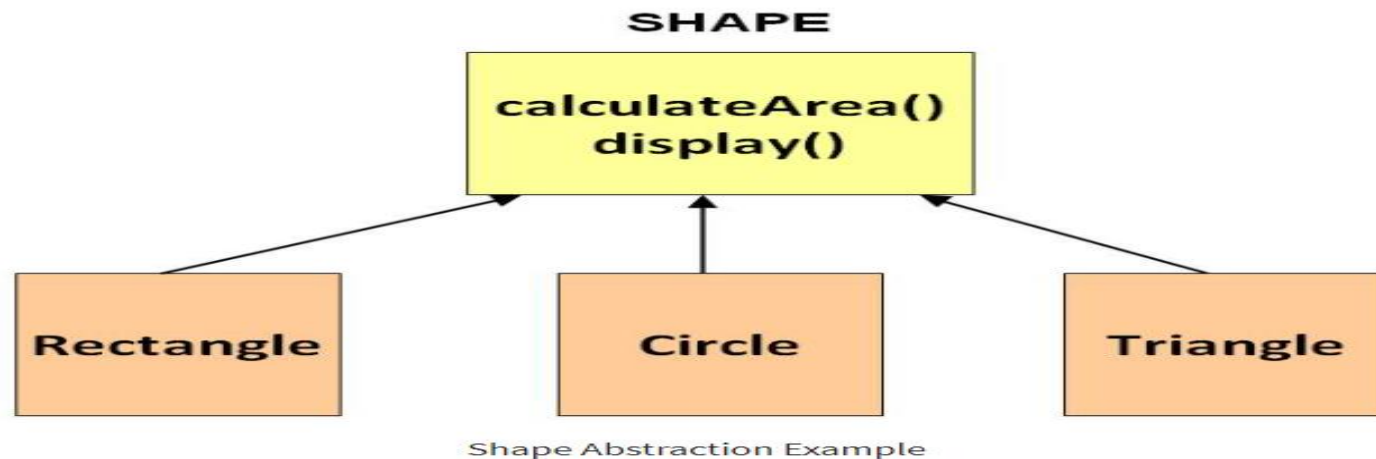 SHAPE
calculateArea()
display()
Rectangle
Circle
Triangle
Shape Abstraction Example